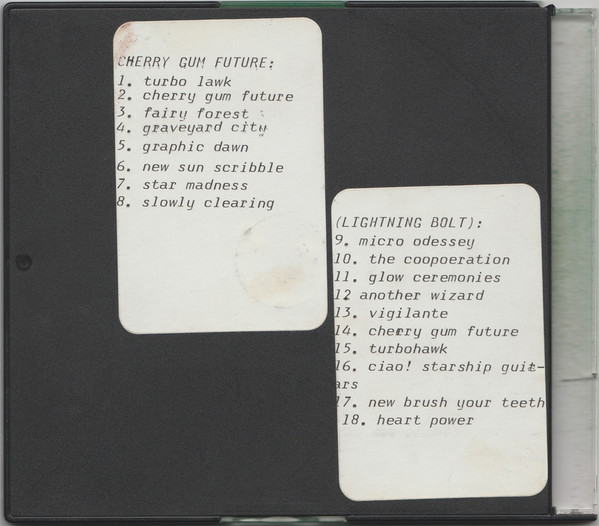 CHERRY GUM FUTURE:
1. turbo lawk
2. cherry gum future
3. fairy forest
4. graveyard city
5. graphic dawn
6. new sun scribble
7. star madness
8. slowly clearing
(LIGHTNING BOLT):
9. micro odessey
10. the coopoeration
11. glow ceremonies
12 another wizard
13. vigilante
14. cherry gum future
15. turbohawk
16. ciao! starship guit-
ars
17. new brush your teeth
18. heart power